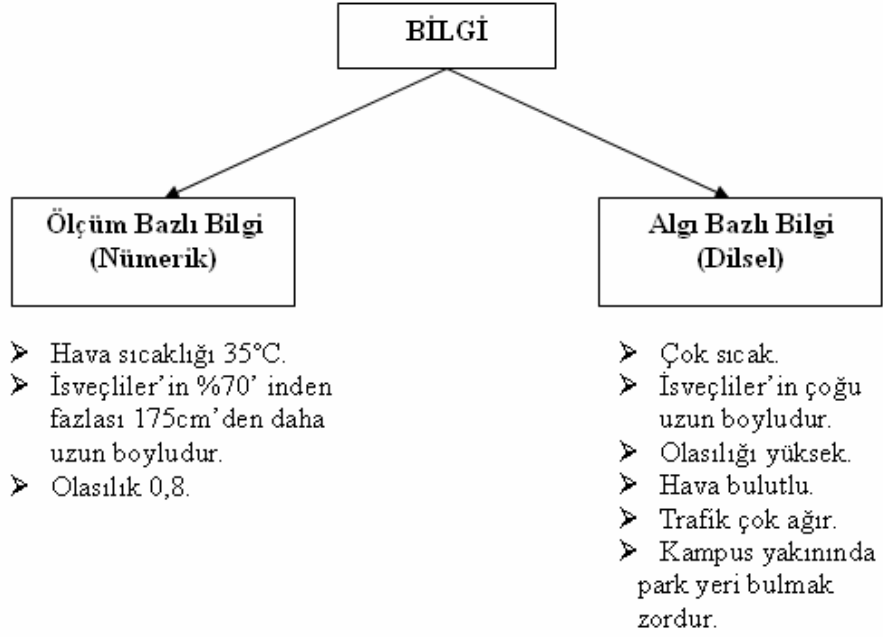 BİLGİ
Ölçüm Bazlı Bilgi
(Nümerik)
➢ Hava sıcaklığı 35°C.
➢ İsveçliler’in %70’ inden
fazlası 175cm’den daha
uzun boyludur.
➢ Olasılık 0,8.
Algı Bazlı Bilgi
(Dilsel)
➢ Çok sıcak.
➢ İsveçliler’in çoğu
uzun boyludur.
➢ Olasılığı yüksek.
➢ Hava bulutlu.
➢ Trafik çok ağır.
➢ Kampus yakınında
park yeri bulmak
zordur.